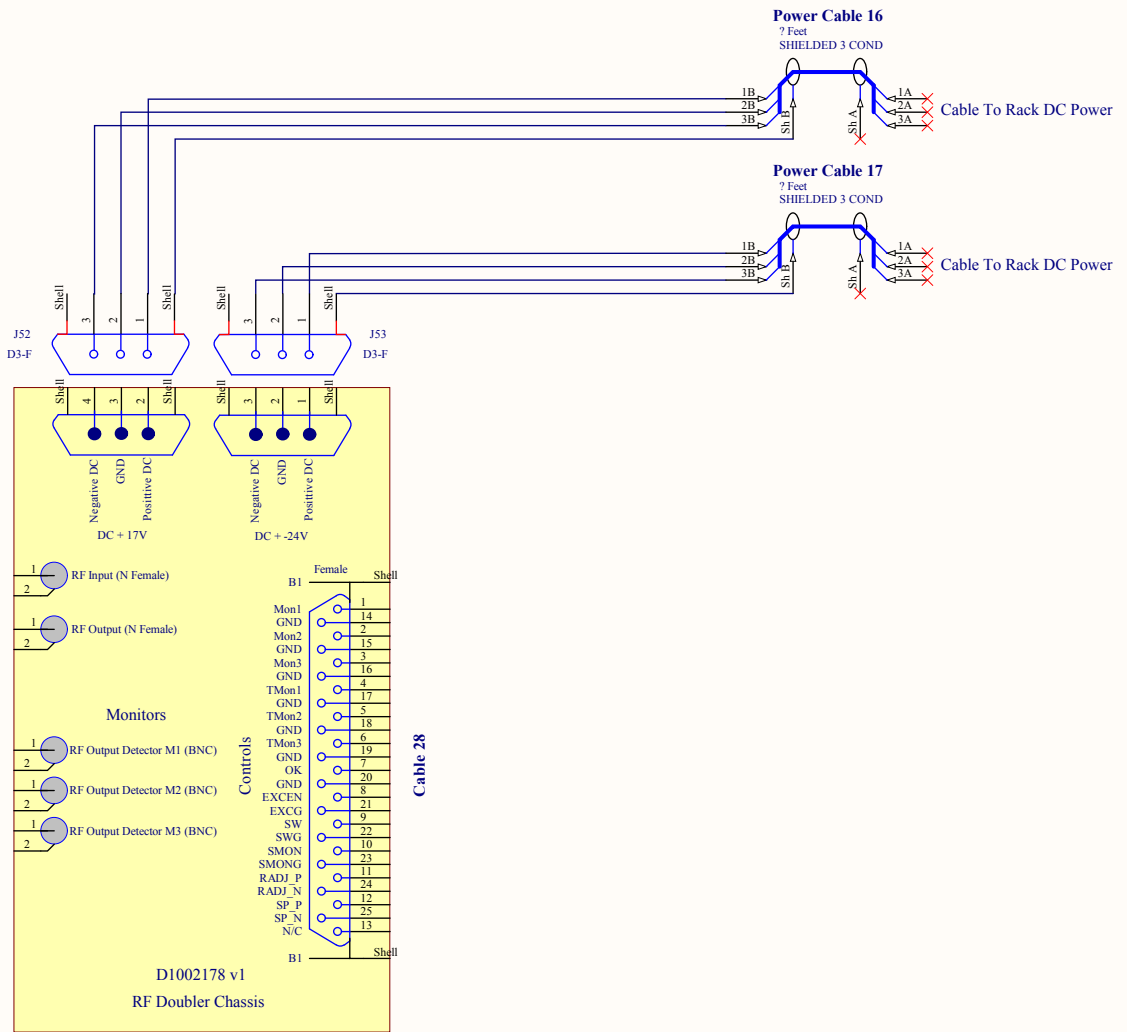 Power Cable 16
? Feet
SHIELDED 3 COND
1B
2B
3B
Sh B
Sh A
1A
2A
3A
Cable To Rack DC Power
Power Cable 17
? Feet
SHIELDED 3 COND
1B
2B
3B
Sh B
Sh A
1A
2A
3A
Cable To Rack DC Power
Shell
3
2
1
Shell
J52
D3-F
Shell
3
2
1
Shell
J53
D3-F
Shell
4
3
2
Shell
Negative DC
GND
Posittive DC
DC + 17V
Shell
3
2
1
Shell
Negative DC
GND
Posittive DC
DC + -24V
1
2
RF Input (N Female)
1
2
RF Output (N Female)
Monitors
1
2
RF Output Detector M1 (BNC)
1
2
RF Output Detector M2 (BNC)
1
2
RF Output Detector M3 (BNC)
Controls
Female
B1 Shell
Mon1 1
GND 14
Mon2 2
GND 15
Mon3 3
GND 16
TMon1 4
GND 17
TMon2 5
GND 18
TMon3 6
GND 19
OK 7
GND 20
EXCEN 8
EXCG 21
SW 9
SWG 22
SMON 10
SMONG 23
RADJ_P 11
RADJ_N 24
SP_P 12
SP_N 25
N/C 13
B1 Shell
Cable 28
D1002178 v1
RF Doubler Chassis